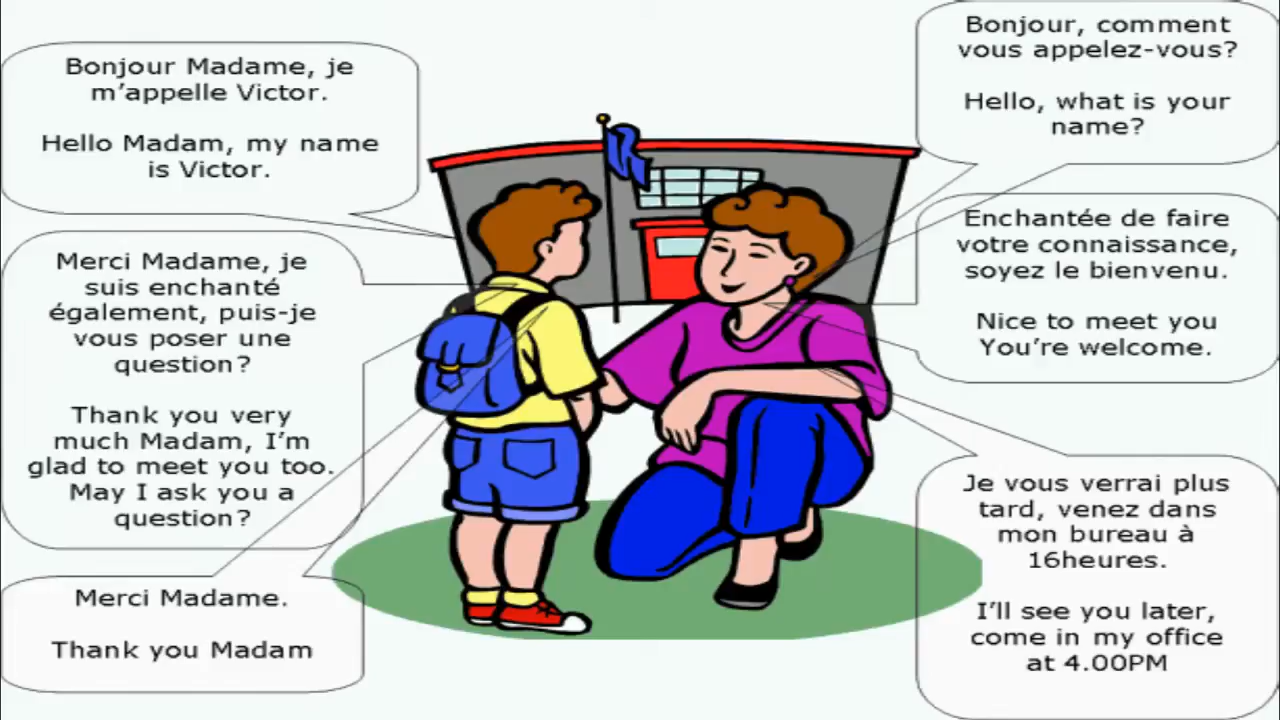 Bonjour Madame, je
m’appelle Victor.
Hello Madam, my name
is Victor.
Merci Madame, je
suis enchanté
également, puis-je
vous poser une
question?
Thank you very
much Madam, I’m
glad to meet you too.
May I ask you a
question?
Merci Madame.
Thank you Madam
Bonjour, comment
vous appelez-vous?
Hello, what is your
name?
Enchantée de faire
votre connaissance,
soyez le bienvenu.
Nice to meet you
You’re welcome.
Je vous verrai plus
tard, venez dans
mon bureau à
16heures.
I’ll see you later,
come in my office
at 4.00PM